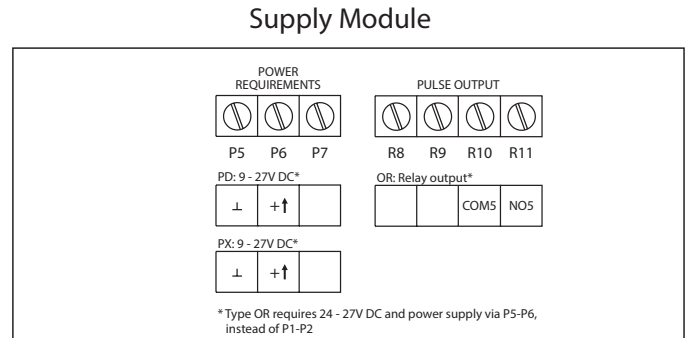 Supply Module
POWER
REQUIREMENTS
PULSE OUTPUT
P5 P6 P7
R8 R9 R10 R11
PD: 9 - 27V DC*
OR: Relay output*
⊥ +⬆
COM5 NO5
PX: 9 - 27V DC*
⊥ +⬆
* Type OR requires 24 - 27V DC and power supply via P5-P6,
instead of P1-P2